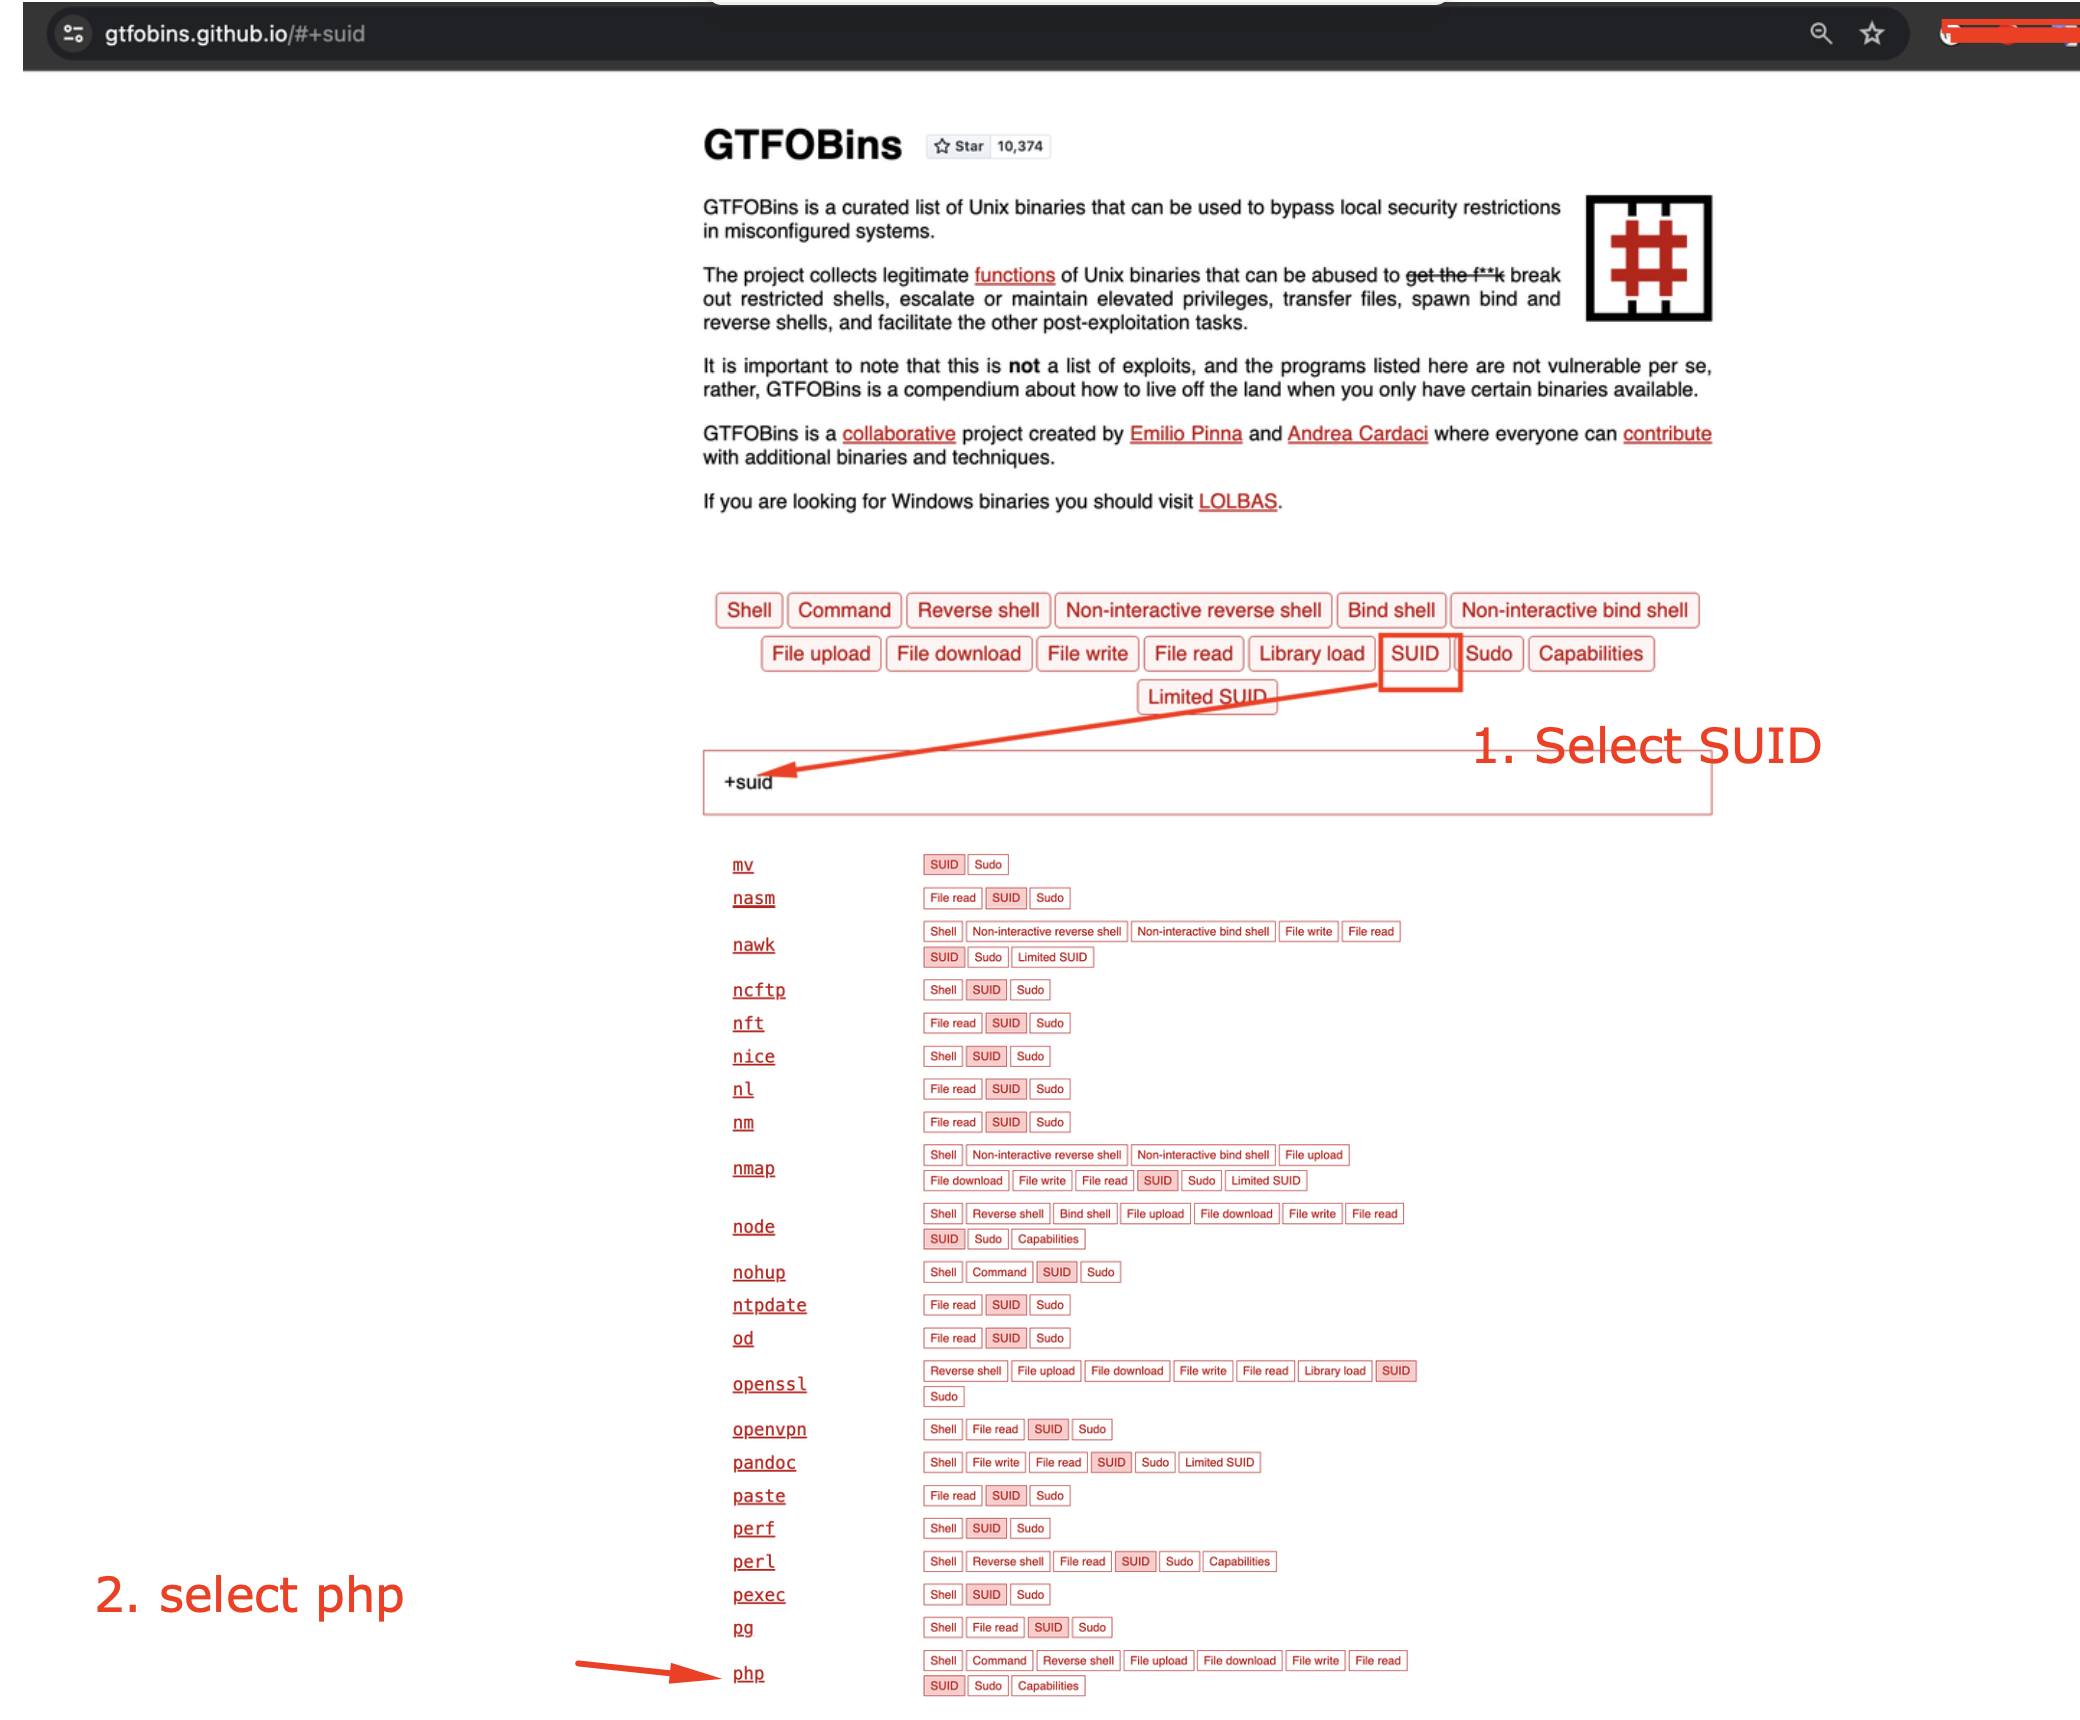 gtfobins.github.io/#+suid
GTFOBins
Star 10,374
GTFOBins is a curated list of Unix binaries that can be used to bypass local security restrictions
in misconfigured systems.
The project collects legitimate functions of Unix binaries that can be abused to get the f**k break
out restricted shells, escalate or maintain elevated privileges, transfer files, spawn bind and
reverse shells, and facilitate the other post-exploitation tasks.
It is important to note that this is not a list of exploits, and the programs listed here are not vulnerable per se,
rather, GTFOBins is a compendium about how to live off the land when you only have certain binaries available.
GTFOBins is a collaborative project created by Emilio Pinna and Andrea Cardaci where everyone can contribute
with additional binaries and techniques.
If you are looking for Windows binaries you should visit LOLBAS.
Shell Command Reverse shell Non-interactive reverse shell Bind shell Non-interactive bind shell
File upload File download File write File read Library load SUID Sudo Capabilities
Limited SUID
1. Select SUID
+suid
mv SUID Sudo
nasm File read SUID Sudo
nawk Shell Non-interactive reverse shell Non-interactive bind shell File write File read
SUID Sudo Limited SUID
ncftp Shell SUID Sudo
nft File read SUID Sudo
nice Shell SUID Sudo
nl File read SUID Sudo
nm File read SUID Sudo
nmap Shell Non-interactive reverse shell Non-interactive bind shell File upload
File download File write File read SUID Sudo Limited SUID
node Shell Reverse shell Bind shell File upload File download File write File read
SUID Sudo Capabilities
nohup Shell Command SUID Sudo
ntpdate File read SUID Sudo
od File read SUID Sudo
openssl Reverse shell File upload File download File write File read Library load SUID
Sudo
openvpn Shell File read SUID Sudo
pandoc Shell File write File read SUID Sudo Limited SUID
paste File read SUID Sudo
perf Shell SUID Sudo
perl Shell Reverse shell File read SUID Sudo Capabilities
2. select php
pexec Shell SUID Sudo
pg Shell File read SUID Sudo
php Shell Command Reverse shell File upload File download File write File read
SUID Sudo Capabilities